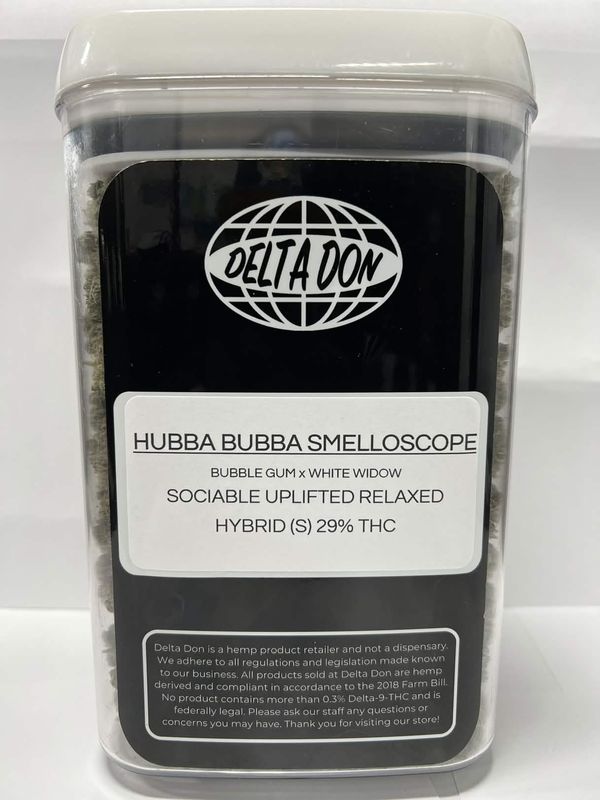 DELTA DON
HUBBA BUBBA SMELLOSCOPE
BUBBLE GUM x WHITE WIDOW
SOCIABLE UPLIFTED RELAXED
HYBRID (S) 29% THC
Delta Don is a hemp product retailer and not a dispensary.
We adhere to all regulations and legislation made known
to our business. All products sold at Delta Don are hemp
derived and compliant in accordance to the 2018 Farm Bill.
No product contains more than 0.3% Delta-9-THC and is
federally legal. Please ask our staff any questions or
concerns you may have. Thank you for visiting our store!